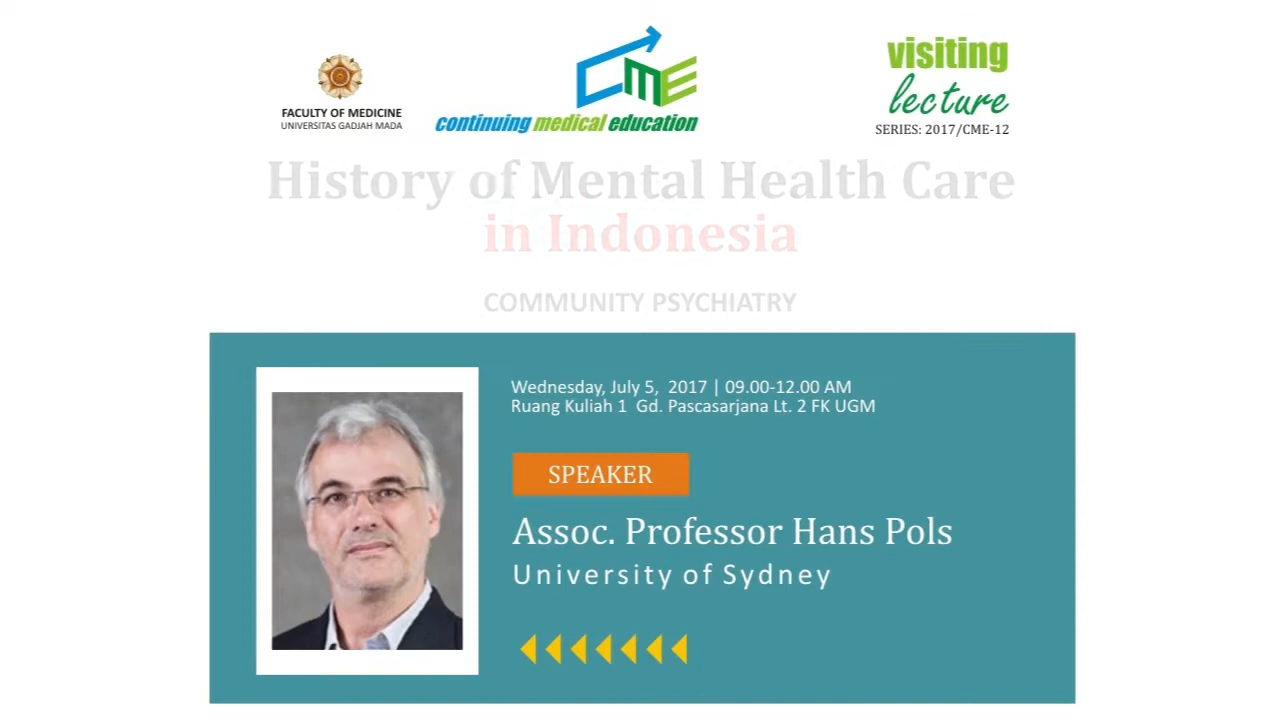 FACULTY OF MEDICINE
UNIVERSITAS GADJAH MADA
CME
continuing medical education
visiting
lecture
SERIES: 2017/CME-12
History of Mental Health Care
in Indonesia
COMMUNITY PSYCHIATRY
Wednesday, July 5, 2017 | 09.00-12.00 AM
Ruang Kuliah 1 Gd. Pascasarjana Lt. 2 FK UGM
SPEAKER
Assoc. Professor Hans Pols
University of Sydney